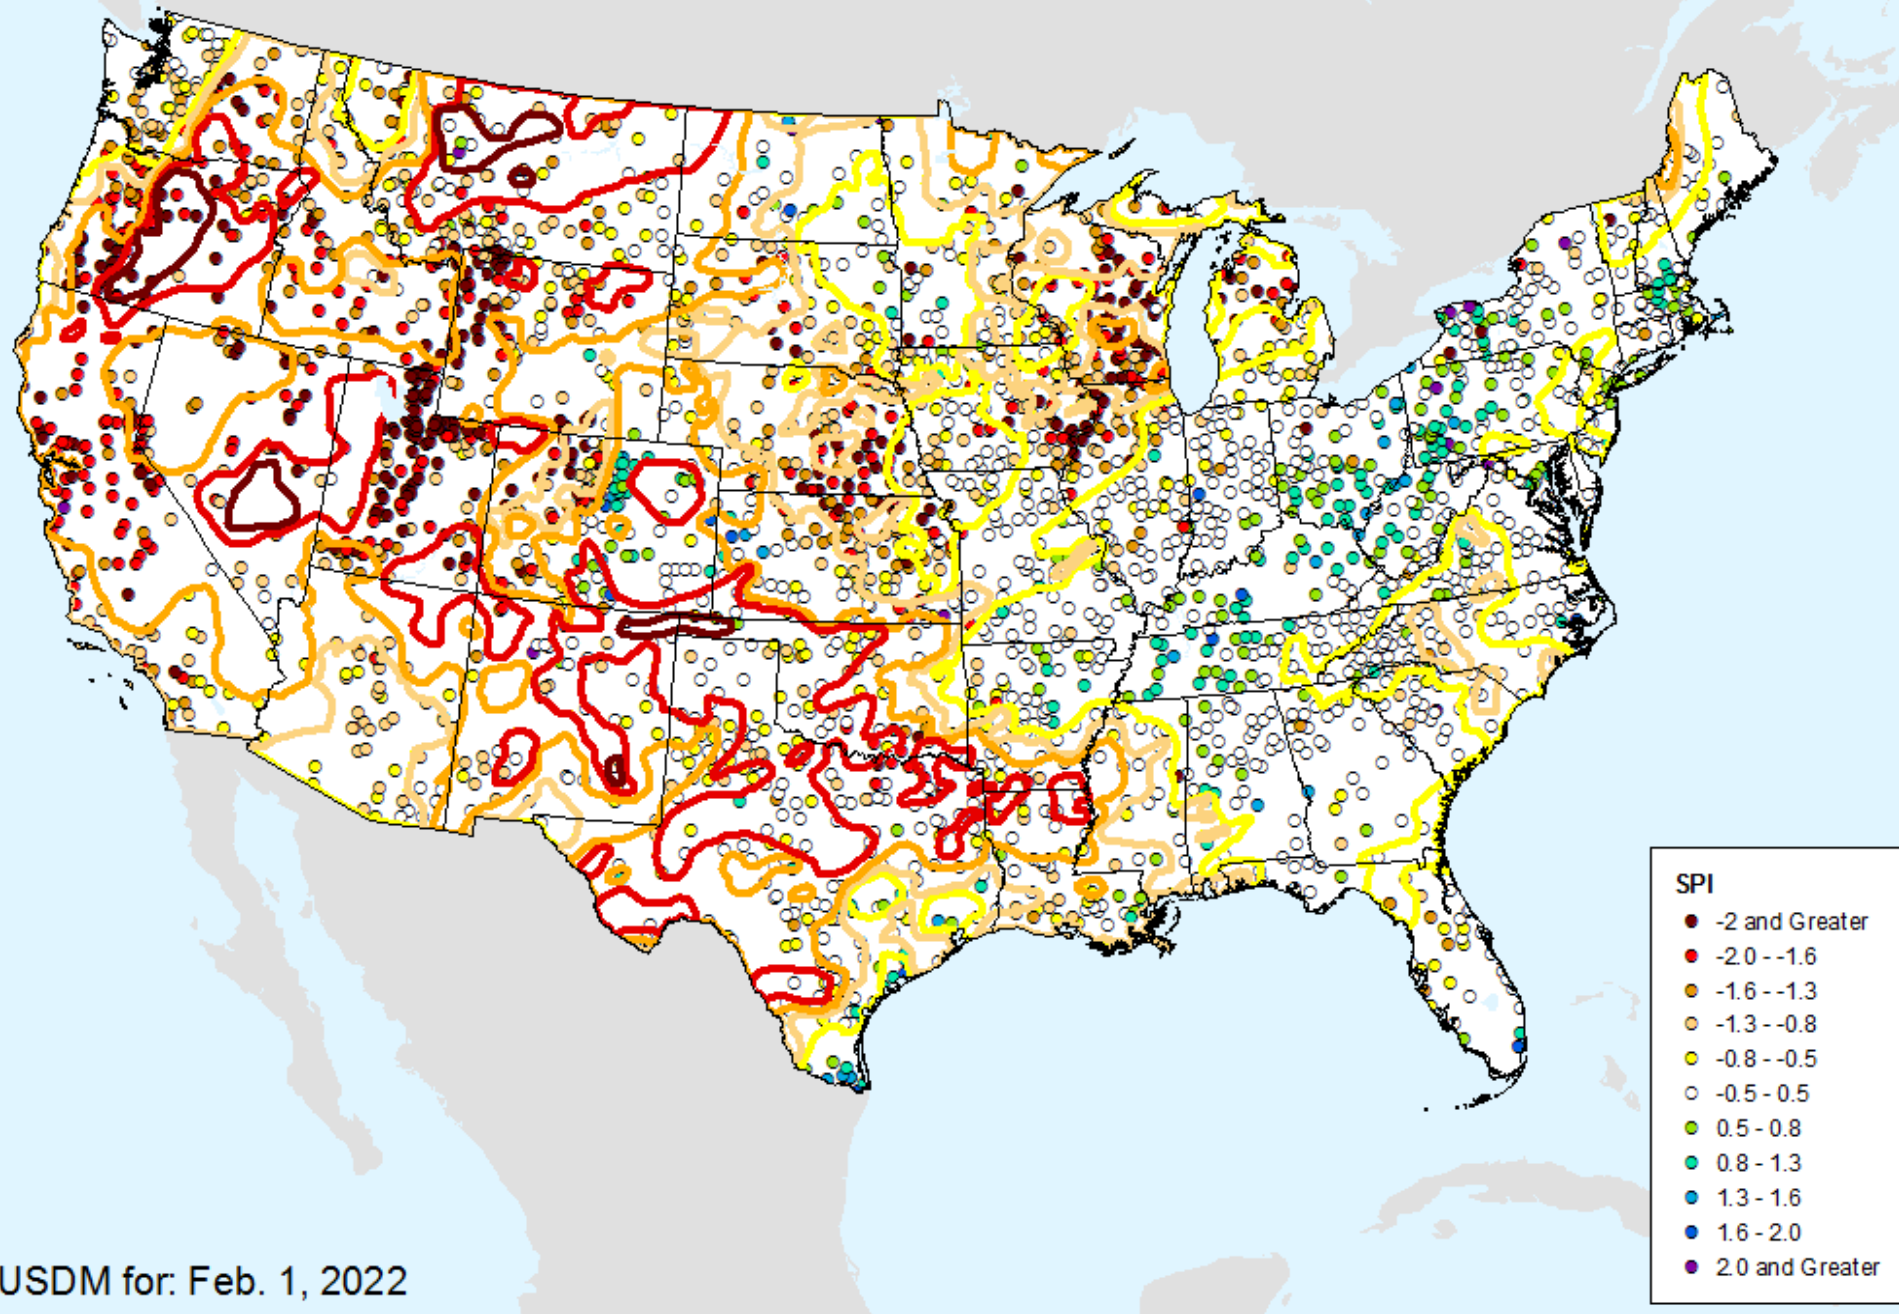 SPI
-2 and Greater
-2.0 - -1.6
-1.6 - -1.3
-1.3 - -0.8
-0.8 - -0.5
-0.5 - 0.5
0.5 - 0.8
0.8 - 1.3
1.3 - 1.6
1.6 - 2.0
2.0 and Greater
USDM for: Feb. 1, 2022